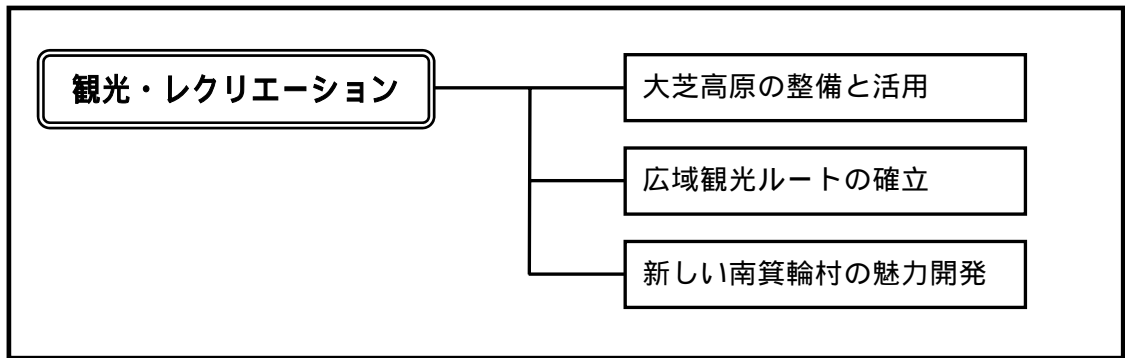 観光・レクリエーション
大芝高原の整備と活用
広域観光ルートの確立
新しい南箕輪村の魅力開発